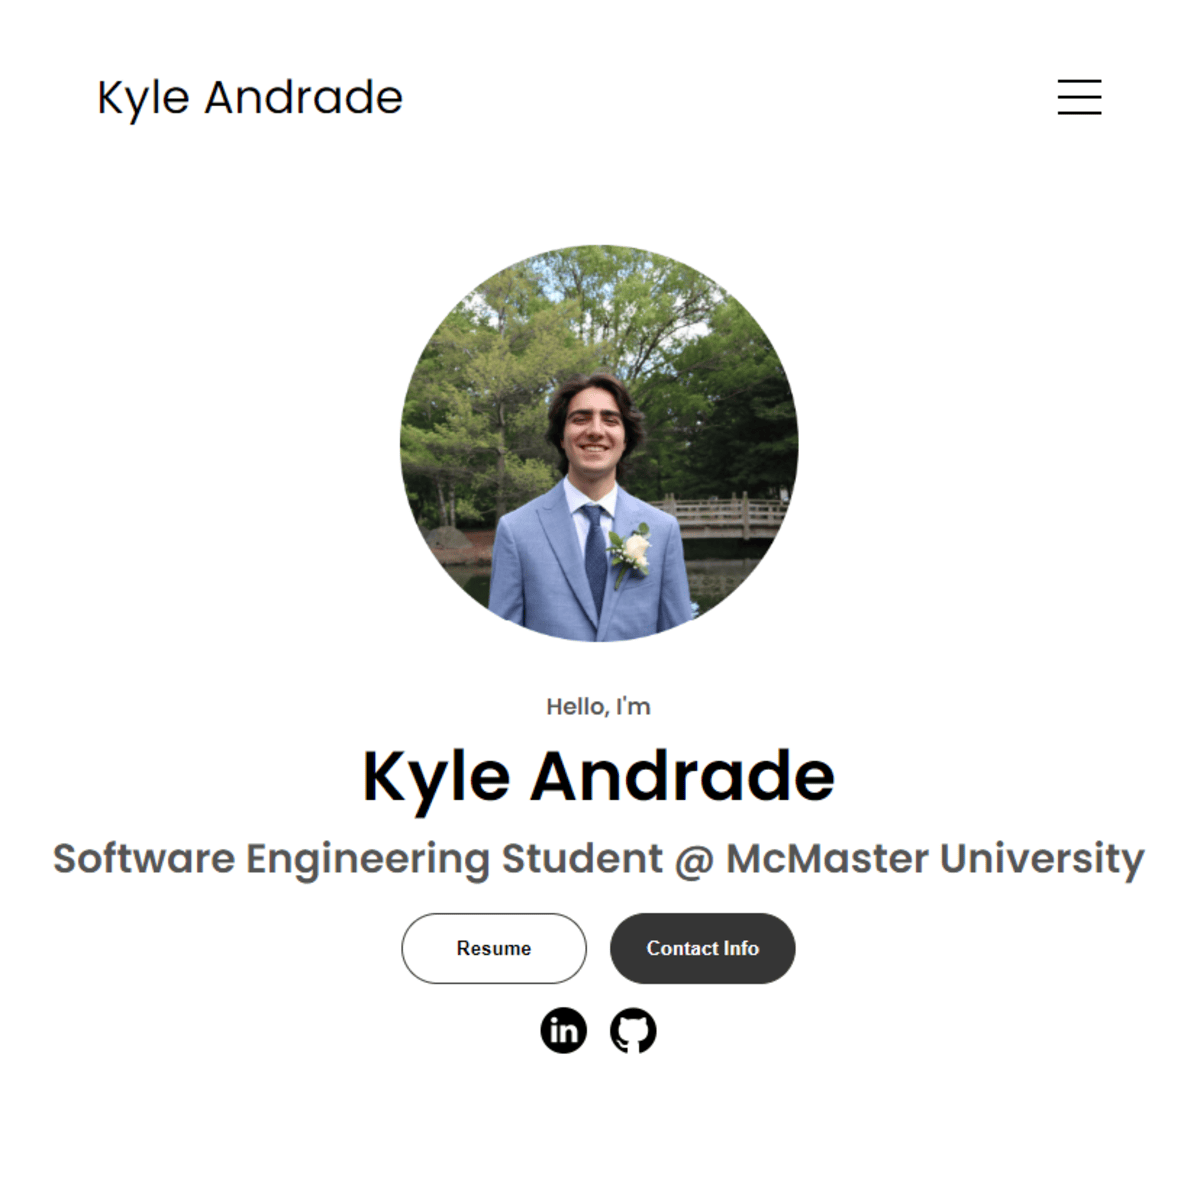 Kyle Andrade
Hello, I'm
Kyle Andrade
Software Engineering Student @ McMaster University
Resume
Contact Info
in